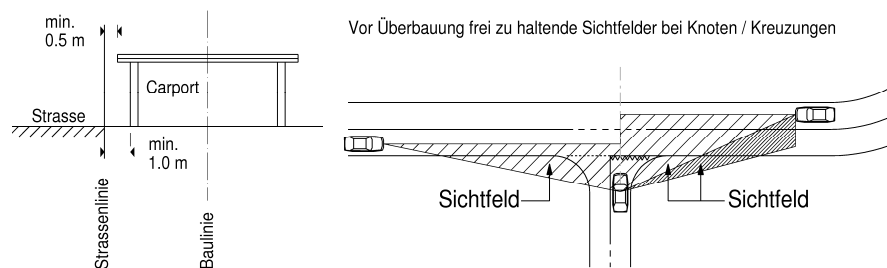 min.
0.5 m
Carport
Strasse
min.
1.0 m
Strassenlinie
Baulinie
Vor Überbauung frei zu haltende Sichtfelder bei Knoten / Kreuzungen
Sichtfeld
Sichtfeld